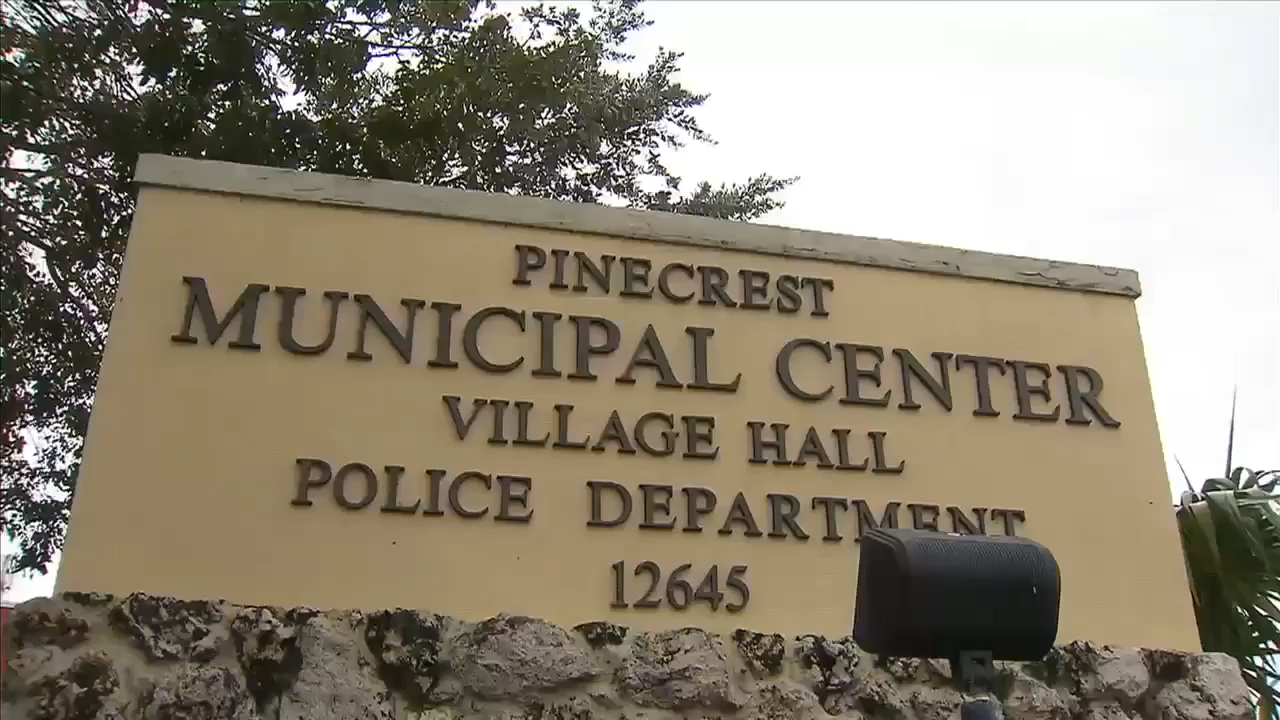 PINECREST
MUNICIPAL CENTER
VILLAGE HALL
POLICE DEPARTMENT
12645